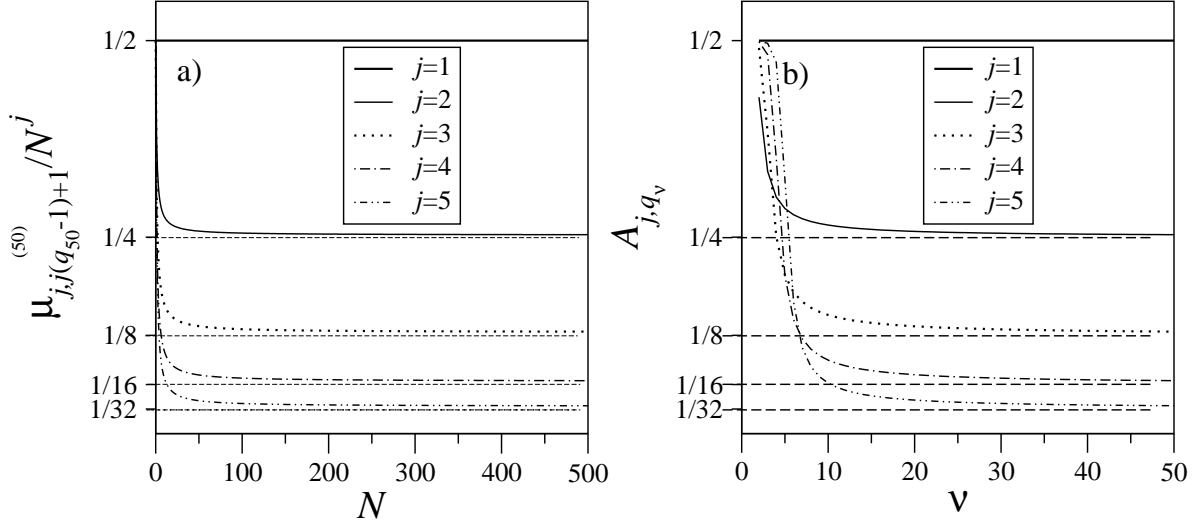 a)
μ(50)j,j(q50-1)+1/Nj
1/2
1/4
1/8
1/16
1/32
j=1
j=2
j=3
j=4
j=5
0 100 200 300 400 500
N
b)
Aj,qν
1/2
1/4
1/8
1/16
1/32
j=1
j=2
j=3
j=4
j=5
0 10 20 30 40 50
ν